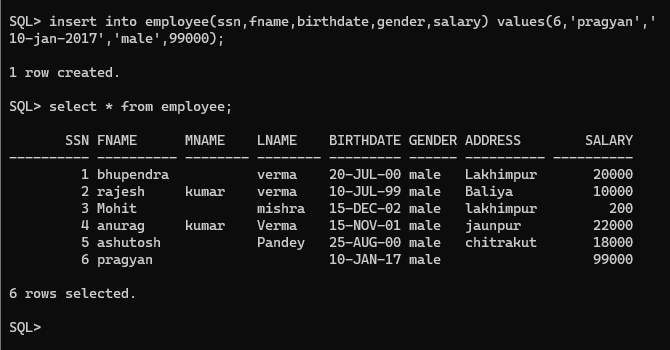 SQL> insert into employee(ssn,fname,birthdate,gender,salary) values(6,'pragyan','
10-jan-2017','male',99000);
1 row created.
SQL> select * from employee;
SSN FNAME MNAME LNAME BIRTHDATE GENDER ADDRESS SALARY
---------- ---------- -------- -------- --------- ------ ---------- ----------
1 bhupendra verma 20-JUL-00 male Lakhimpur 20000
2 rajesh kumar verma 10-JUL-99 male Baliya 10000
3 Mohit mishra 15-DEC-02 male lakhimpur 200
4 anurag kumar Verma 15-NOV-01 male jaunpur 22000
5 ashutosh Pandey 25-AUG-00 male chitrakut 18000
6 pragyan 10-JAN-17 male 99000
6 rows selected.
SQL>